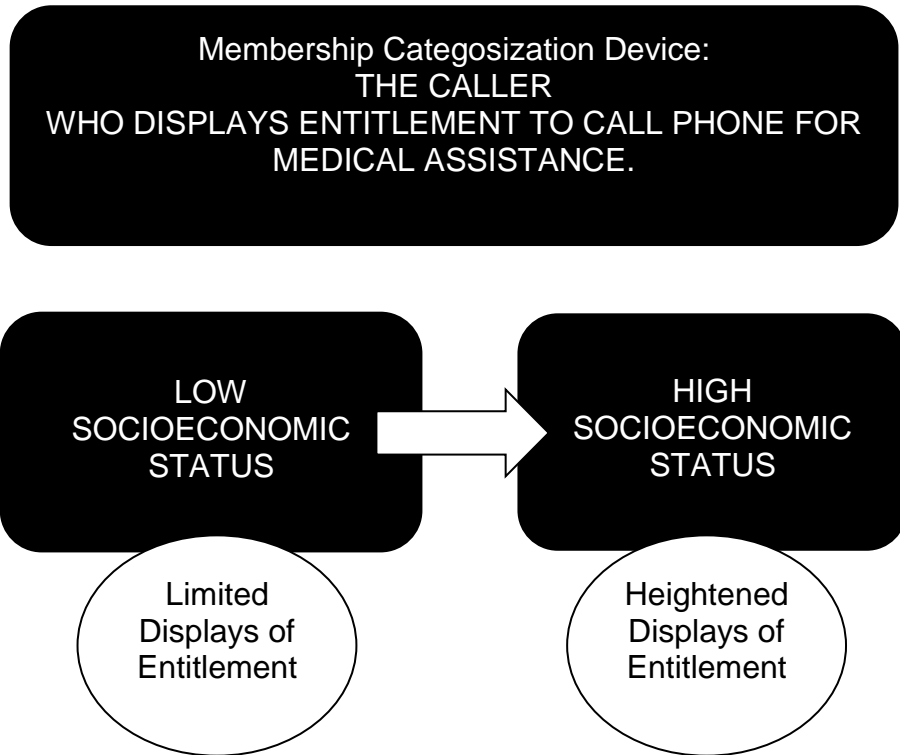 Membership Categosization Device:
THE CALLER
WHO DISPLAYS ENTITLEMENT TO CALL PHONE FOR
MEDICAL ASSISTANCE.
LOW
SOCIOECONOMIC
STATUS
HIGH
SOCIOECONOMIC
STATUS
Limited
Displays of
Entitlement
Heightened
Displays of
Entitlement